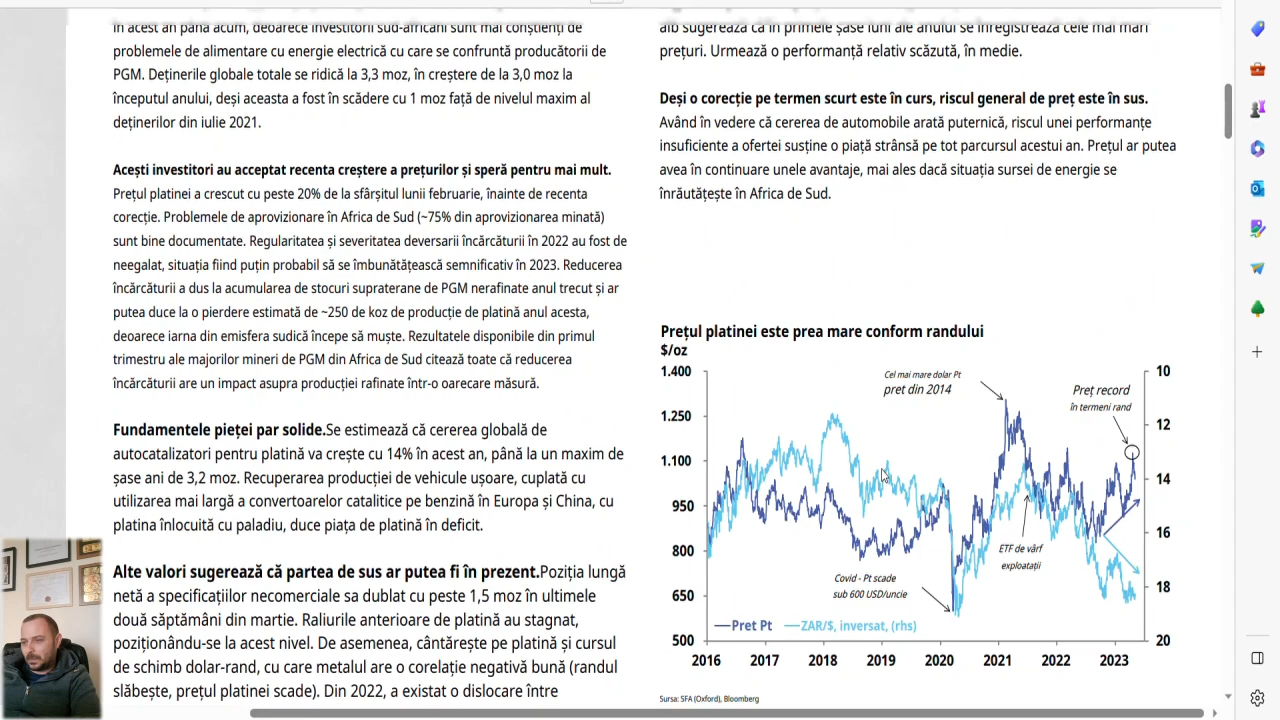 în acest an până acum, deoarece investitorii sud-africani sunt mai conștienți de
problemele de alimentare cu energie electrică cu care se confruntă producătorii de
PGM. Deținerile globale totale se ridică la 3,3 moz, în creștere de la 3,0 moz la
începutul anului, deși aceasta a fost în scădere cu 1 moz față de nivelul maxim al
deținerilor din iulie 2021.
Acești investitori au acceptat recenta creștere a prețurilor și speră pentru mai mult.
Prețul platinei a crescut cu peste 20% de la sfârșitul lunii februarie, înainte de recenta
corecție. Problemele de aprovizionare în Africa de Sud (~75% din aprovizionarea minată)
sunt bine documentate. Regularitatea și severitatea deversarii încărcăturii în 2022 au fost de
neegalat, situația fiind puțin probabil să se îmbunătățească semnificativ în 2023. Reducerea
încărcăturii a dus la acumularea de stocuri supraterane de PGM nerafinate anul trecut și ar
putea duce la o pierdere estimată de ~250 de koz de producție de platină anul acesta,
deoarece iarna din emisfera sudică începe să muște. Rezultatele disponibile din primul
trimestru ale majorilor mineri de PGM din Africa de Sud citează toate că reducerea
încărcăturii are un impact asupra producției rafinate într-o oarecare măsură.
Fundamentele pieței par solide.Se estimează că cererea globală de
autocatalizatori pentru platină va crește cu 14% în acest an, până la un maxim de
șase ani de 3,2 moz. Recuperarea producției de vehicule ușoare, cuplată cu
utilizarea mai largă a convertoarelor catalitice pe benzină în Europa și China, cu
platina înlocuită cu paladiu, duce piața de platină în deficit.
Alte valori sugerează că partea de sus ar putea fi în prezent.Poziția lungă
netă a specificațiilor necomerciale sa dublat cu peste 1,5 moz în ultimele
două săptămâni din martie. Raliurile anterioare de platină au stagnat,
poziționându-se la acest nivel. De asemenea, cântărește pe platină și cursul
de schimb dolar-rand, cu care metalul are o corelație negativă bună (randul
slăbește, prețul platinei scade). Din 2022, a existat o dislocare între
alb sugerează că în primele șase luni ale anului se înregistrează cele mai mari
prețuri. Urmează o performanță relativ scăzută, în medie.
Deși o corecție pe termen scurt este în curs, riscul general de preț este în sus.
Având în vedere că cererea de automobile arată puternică, riscul unei performanțe
insuficiente a ofertei susține o piață strânsă pe tot parcursul acestui an. Prețul ar putea
avea în continuare unele avantaje, mai ales dacă situația sursei de energie se
înrăutățește în Africa de Sud.
Prețul platinei este prea mare conform randului
$/oz
1.400
1.250
1.100
950
800
650
500
10
12
14
16
18
20
Cel mai mare dolar Pt
pret din 2014
Preț record
în termeni rand
ETF de vârf
exploatații
Covid - Pt scade
sub 600 USD/uncie
Pret Pt
ZAR/$, inversat, (rhs)
2016 2017 2018 2019 2020 2021 2022 2023
Sursa: SFA (Oxford), Bloomberg